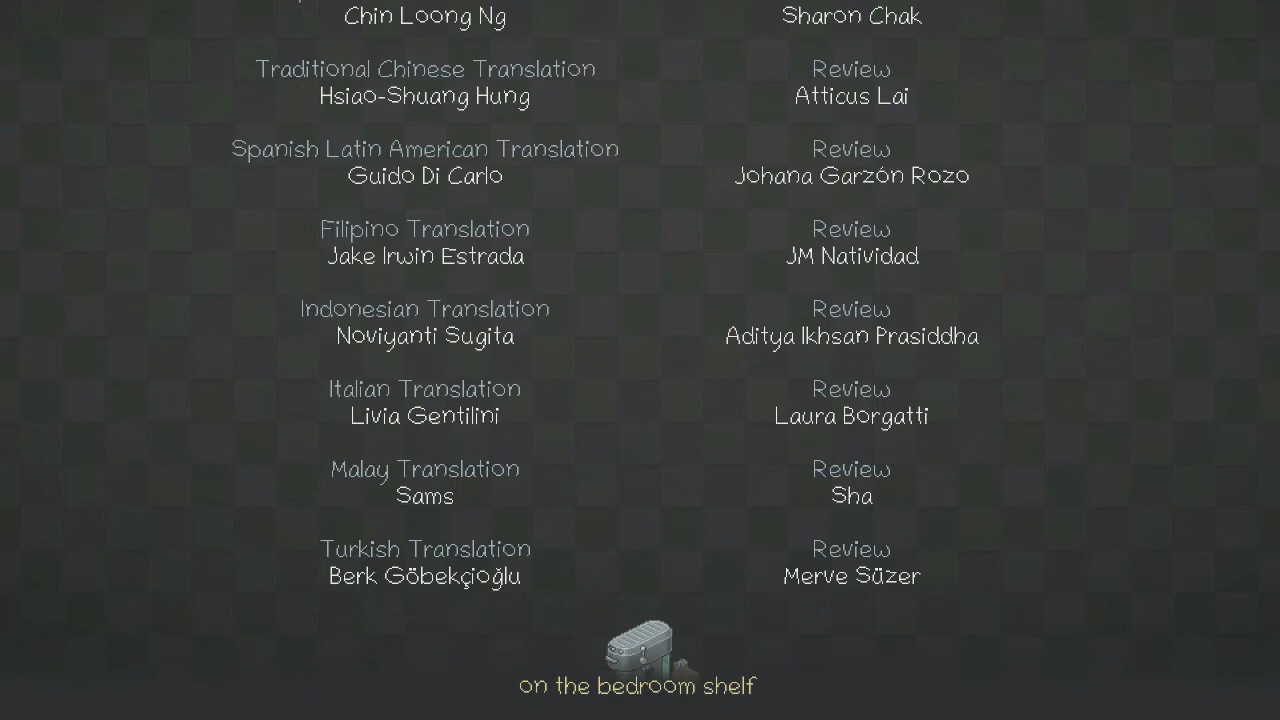 Chin Loong Ng
Sharon Chak
Traditional Chinese Translation
Review
Hsiao-Shuang Hung
Atticus Lai
Spanish Latin American Translation
Review
Guido Di Carlo
Johana Garzón Rozo
Filipino Translation
Review
Jake Irwin Estrada
JM Natividad
Indonesian Translation
Review
Noviyanti Sugita
Aditya Ikhsan Prasiddha
Italian Translation
Review
Livia Gentilini
Laura Borgatti
Malay Translation
Review
Sams
Sha
Turkish Translation
Review
Berk Göbekçioğlu
Merve Süzer
on the bedroom shelf